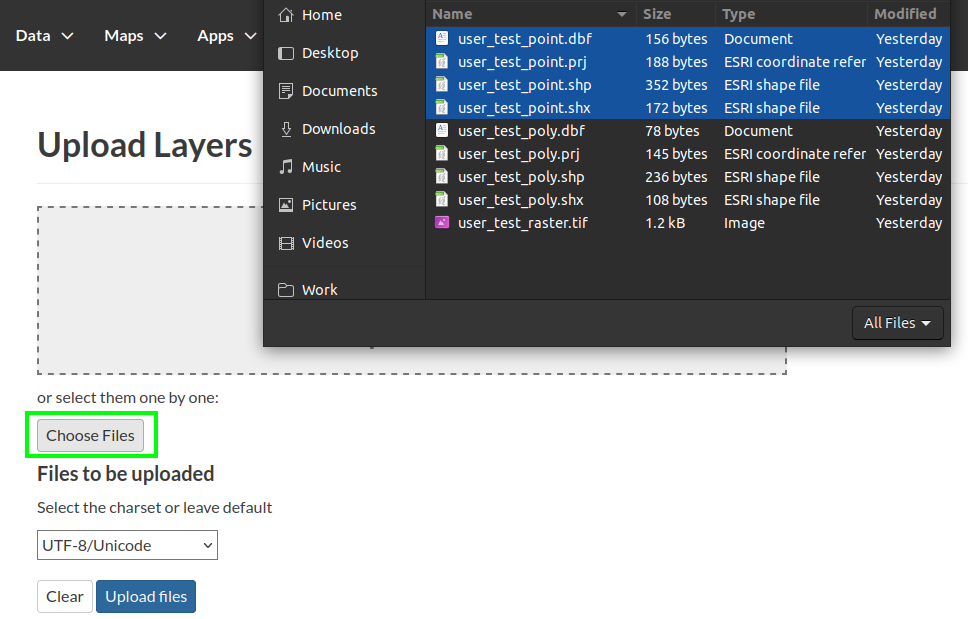 Data Maps Apps
Upload Layers
or select them one by one:
Choose Files
Files to be uploaded
Select the charset or leave default
UTF-8/Unicode
Clear Upload files
Home
Desktop
Documents
Downloads
Music
Pictures
Videos
Work
Name Size Type Modified
user_test_point.dbf 156 bytes Document Yesterday
user_test_point.prj 188 bytes ESRI coordinate refer Yesterday
user_test_point.shp 352 bytes ESRI shape file Yesterday
user_test_point.shx 172 bytes ESRI shape file Yesterday
user_test_poly.dbf 78 bytes Document Yesterday
user_test_poly.prj 145 bytes ESRI coordinate refer Yesterday
user_test_poly.shp 236 bytes ESRI shape file Yesterday
user_test_poly.shx 108 bytes ESRI shape file Yesterday
user_test_raster.tif 1.2 kB Image Yesterday
All Files